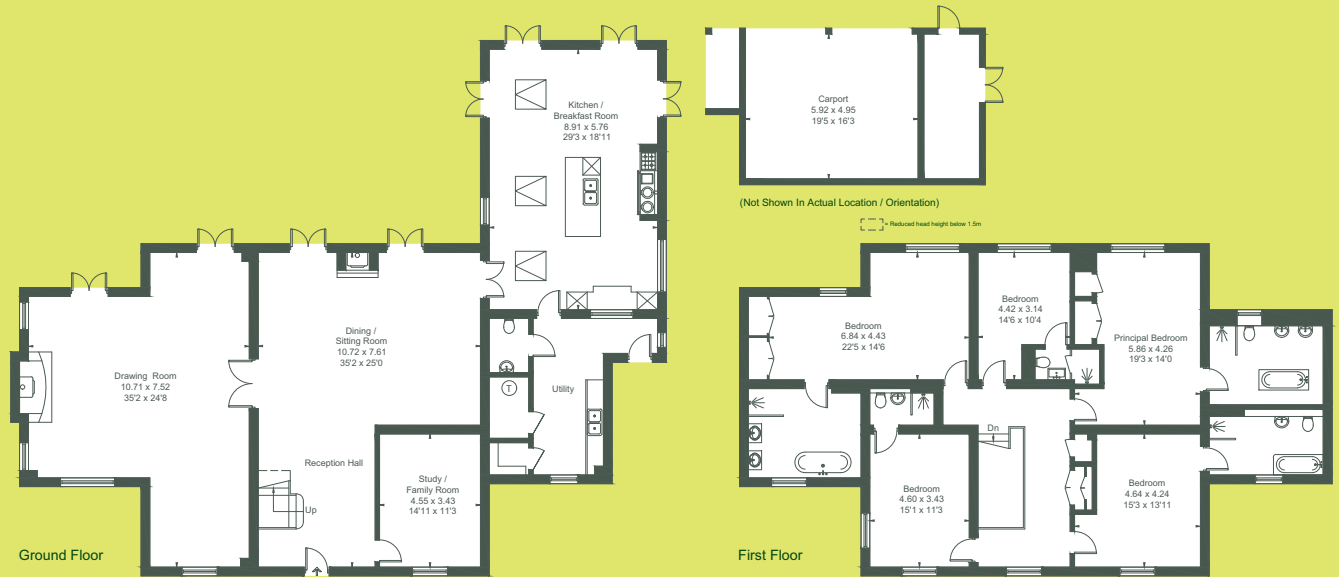 Kitchen /
Breakfast Room
8.91 x 5.76
29'3 x 18'11
Carport
5.92 x 4.95
19'5 x 16'3
(Not Shown In Actual Location / Orientation)
= Reduced head height below 1.5m
Drawing Room
10.71 x 7.52
35'2 x 24'8
Dining /
Sitting Room
10.72 x 7.61
35'2 x 25'0
T
Utility
Reception Hall
Up
Study /
Family Room
4.55 x 3.43
14'11 x 11'3
Ground Floor
Bedroom
6.84 x 4.43
22'5 x 14'6
Bedroom
4.42 x 3.14
14'6 x 10'4
Principal Bedroom
5.86 x 4.26
19'3 x 14'0
Dn
Bedroom
4.60 x 3.43
15'1 x 11'3
Bedroom
4.64 x 4.24
15'3 x 13'11
First Floor